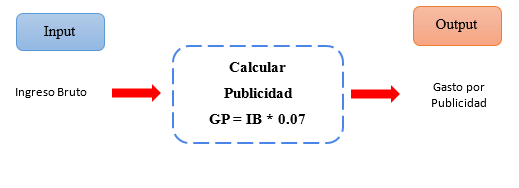 Input
Output
Ingreso Bruto
Calcular
Publicidad
GP = IB * 0.07
Gasto por
Publicidad